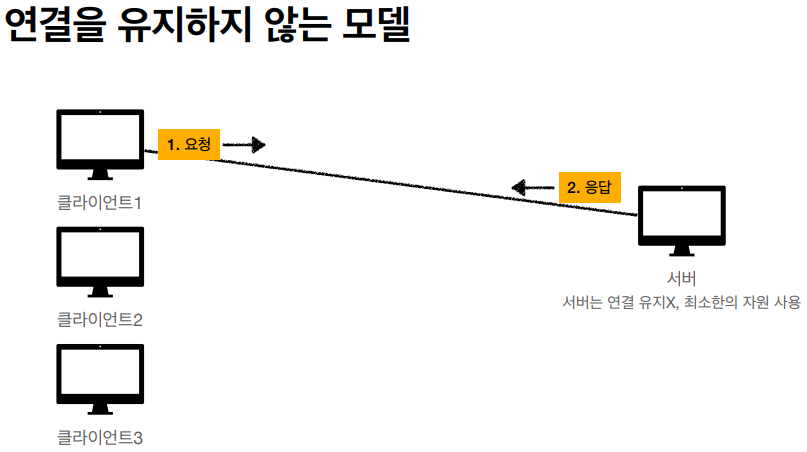 연결을 유지하지 않는 모델
1. 요청
클라이언트1
2. 응답
서버
서버는 연결 유지X, 최소한의 자원 사용
클라이언트2
클라이언트3